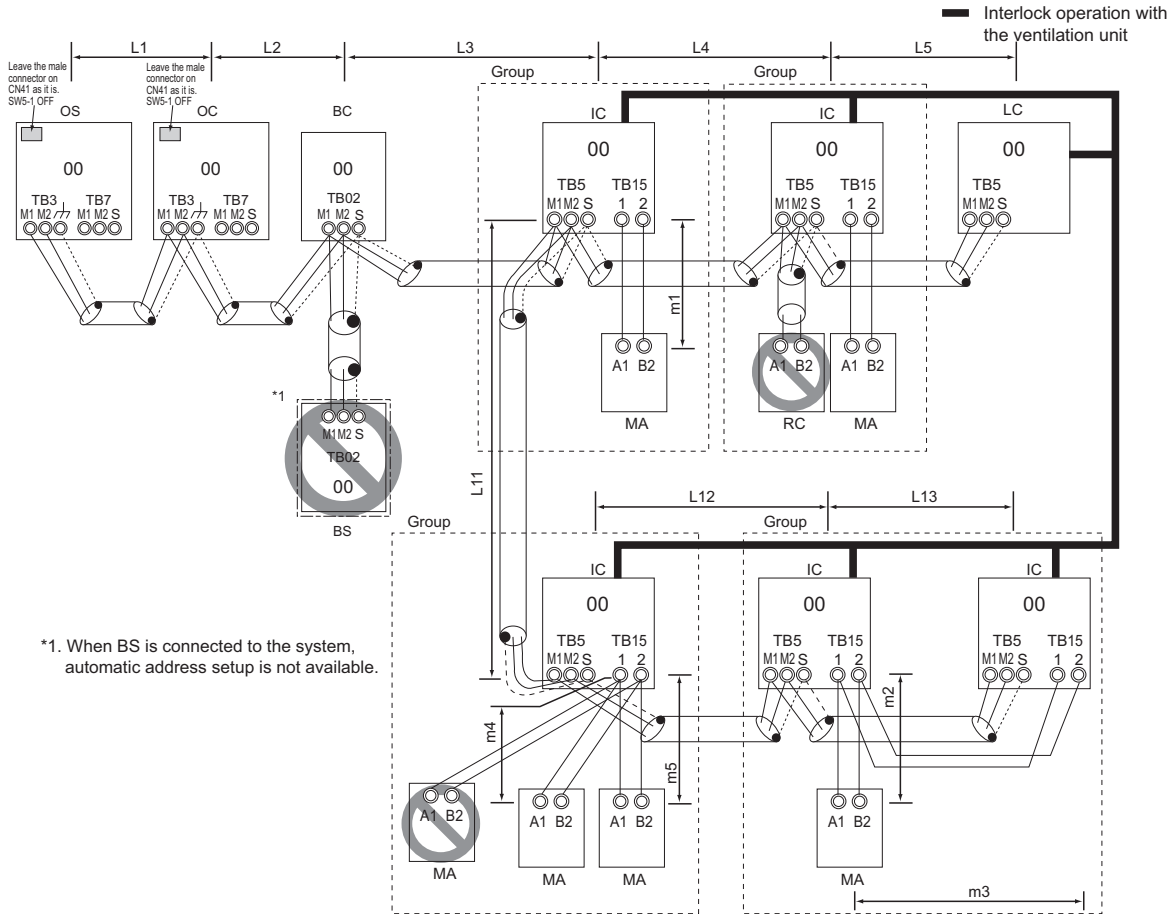 Interlock operation with
the ventilation unit
L1
L2
L3
L4
L5
Leave the male
connector on
CN41 as it is.
SW5-1 OFF
Leave the male
connector on
CN41 as it is.
SW5-1 OFF
Group
Group
OS
OC
BC
IC
IC
LC
00
00
00
00
00
00
TB3
TB7
TB3
TB7
TB02
TB5
TB15
TB5
TB15
TB5
M1 M2
M1 M2 S
M1 M2
M1 M2 S
M1 M2 S
M1 M2 S
1 2
M1 M2 S
1 2
M1 M2 S
m1
A1 B2
A1 B2
A1 B2
MA
RC
MA
*1
M1 M2 S
TB02
00
BS
L11
L12
L13
Group
Group
IC
IC
IC
00
00
00
TB5
TB15
TB5
TB15
TB5
TB15
M1 M2 S
1 2
M1 M2 S
1 2
M1 M2 S
1 2
*1. When BS is connected to the system,
automatic address setup is not available.
m4
m5
m2
A1 B2
A1 B2
A1 B2
A1 B2
MA
MA
MA
MA
m3